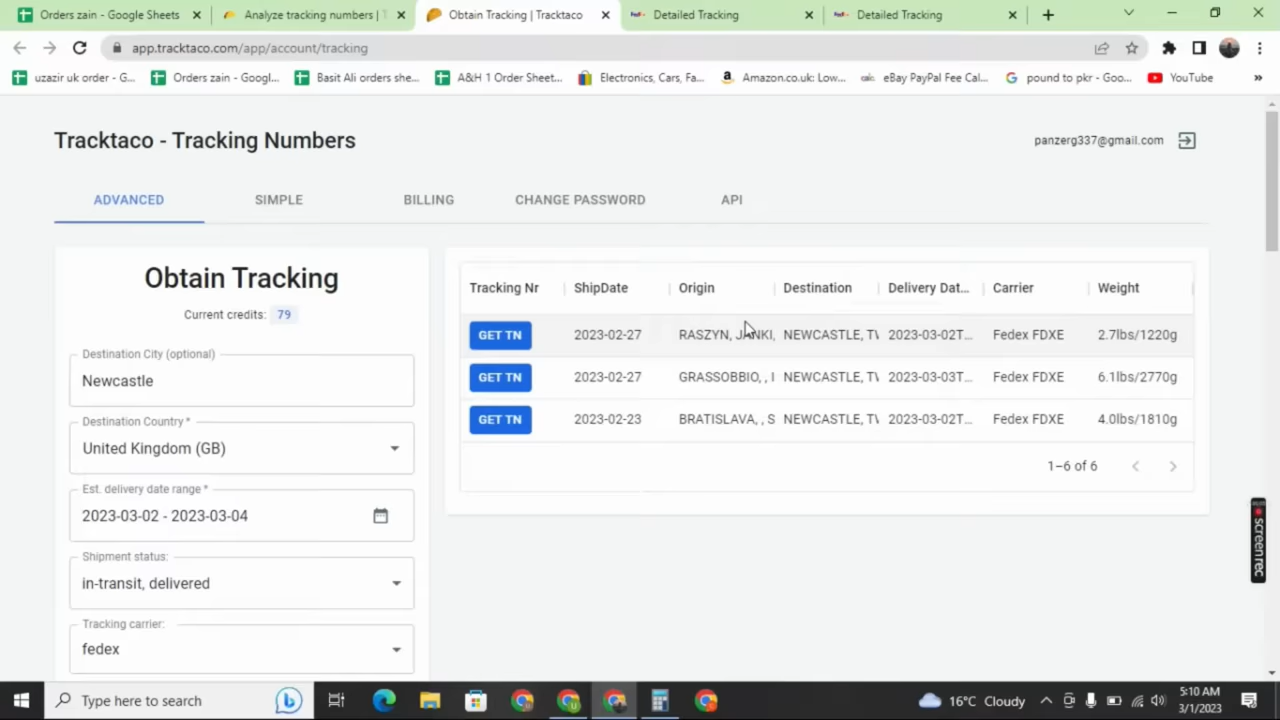 Orders zain - Google Sheets
Analyze tracking numbers | T
Obtain Tracking | Tracktaco
Detailed Tracking
Detailed Tracking
app.tracktaco.com/app/account/tracking
uzazir uk order - G...
Orders zain - Googl...
Basit Ali orders she...
A&H 1 Order Sheet...
Electronics, Cars, Fa...
Amazon.co.uk: Low...
eBay PayPal Fee Cal...
pound to pkr - Goo...
YouTube
Tracktaco - Tracking Numbers
panzerg337@gmail.com
ADVANCED SIMPLE BILLING CHANGE PASSWORD API
Obtain Tracking
Current credits: 79
Destination City (optional)
Newcastle
Destination Country *
United Kingdom (GB)
Est. delivery date range *
2023-03-02 - 2023-03-04
Shipment status:
in-transit, delivered
Tracking carrier:
fedex
Tracking Nr ShipDate Origin Destination Delivery Dat... Carrier Weight
GET TN 2023-02-27 RASZYN, JANKI, NEWCASTLE, TV 2023-03-02T... Fedex FDXE 2.7lbs/1220g
GET TN 2023-02-27 GRASSOBBIO, , I NEWCASTLE, TV 2023-03-03T... Fedex FDXE 6.1lbs/2770g
GET TN 2023-02-23 BRATISLAVA, , S NEWCASTLE, TV 2023-03-02T... Fedex FDXE 4.0lbs/1810g
1–6 of 6
screenrec
Type here to search
16°C Cloudy
5:10 AM
3/1/2023